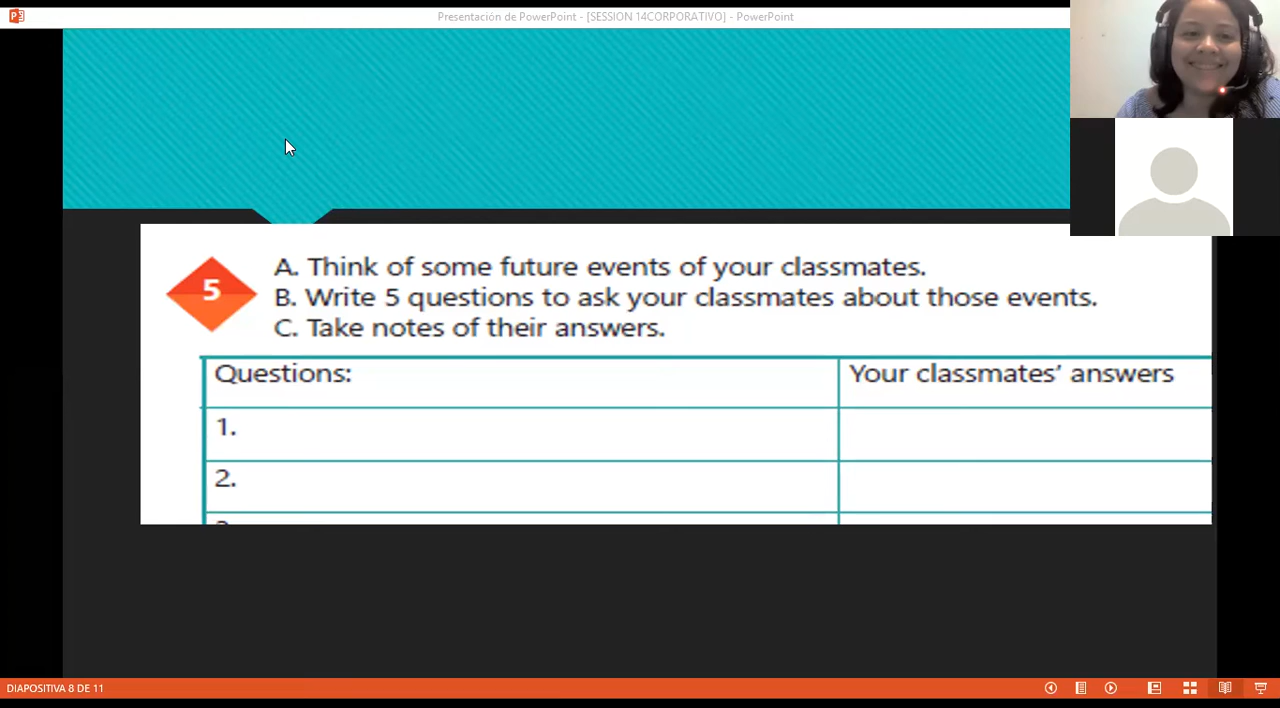 Presentación de PowerPoint - [SESSION 14CORPORATIVO] - PowerPoint
5
A. Think of some future events of your classmates.
B. Write 5 questions to ask your classmates about those events.
C. Take notes of their answers.
Questions:
Your classmates' answers
1.
2.
DIAPOSITIVA 8 DE 11